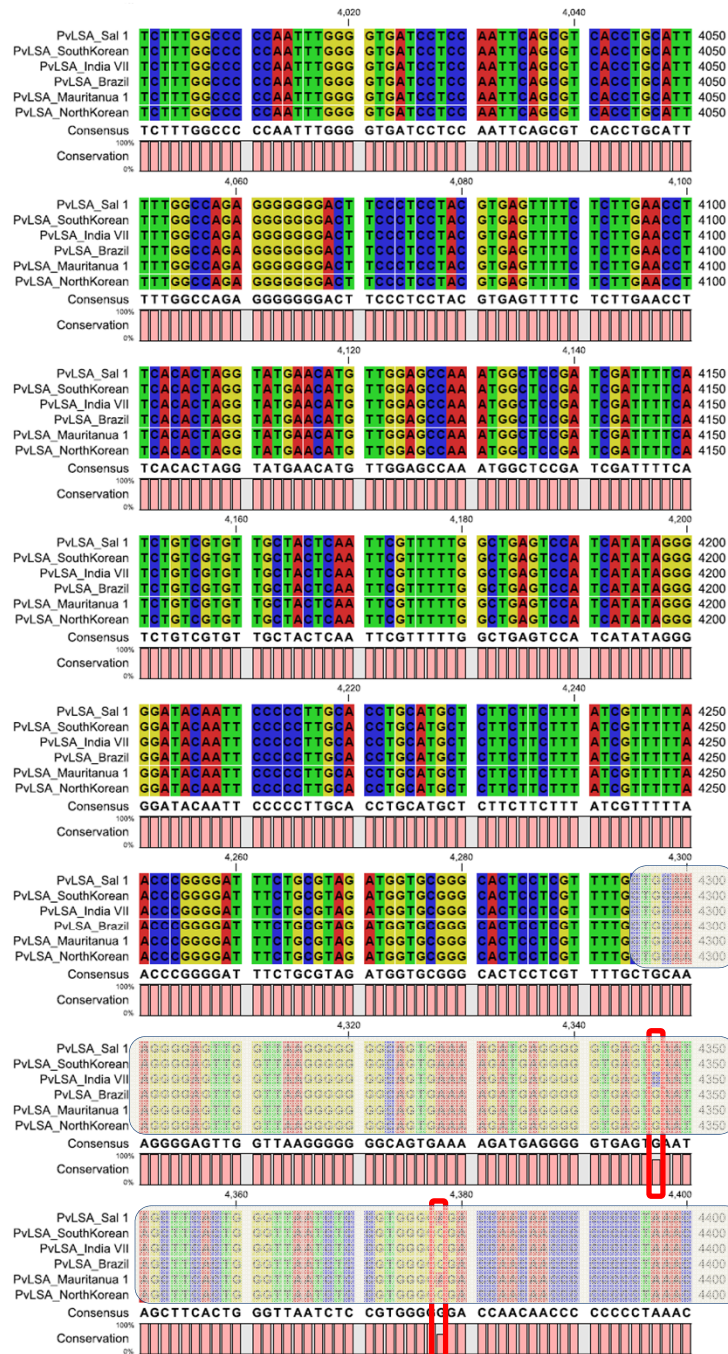 4,020 4,040
PvLSA_Sal 1 TCTTTGGCCC CCAATTTGGG GTGATCCTCC AATTCAGCGT CACCTGCATT 4050
PvLSA_SouthKorean TCTTTGGCCC CCAATTTGGG GTGATCCTCC AATTCAGCGT CACCTGCATT 4050
PvLSA_India VII TCTTTGGCCC CCAATTTGGG GTGATCCTCC AATTCAGCGT CACCTGCATT 4050
PvLSA_Brazil TCTTTGGCCC CCAATTTGGG GTGATCCTCC AATTCAGCGT CACCTGCATT 4050
PvLSA_Mauritanua 1 TCTTTGGCCC CCAATTTGGG GTGATCCTCC AATTCAGCGT CACCTGCATT 4050
PvLSA_NorthKorean TCTTTGGCCC CCAATTTGGG GTGATCCTCC AATTCAGCGT CACCTGCATT 4050
Consensus TCTTTGGCCC CCAATTTGGG GTGATCCTCC AATTCAGCGT CACCTGCATT
100%
Conservation
0%
4,060 4,080 4,100
PvLSA_Sal 1 TTTGGCCAGA GGGGGGGACT TCCCTCCTAC GTGAGTTTTC TCTTGAACCT 4100
PvLSA_SouthKorean TTTGGCCAGA GGGGGGGACT TCCCTCCTAC GTGAGTTTTC TCTTGAACCT 4100
PvLSA_India VII TTTGGCCAGA GGGGGGGACT TCCCTCCTAC GTGAGTTTTC TCTTGAACCT 4100
PvLSA_Brazil TTTGGCCAGA GGGGGGGACT TCCCTCCTAC GTGAGTTTTC TCTTGAACCT 4100
PvLSA_Mauritanua 1 TTTGGCCAGA GGGGGGGACT TCCCTCCTAC GTGAGTTTTC TCTTGAACCT 4100
PvLSA_NorthKorean TTTGGCCAGA GGGGGGGACT TCCCTCCTAC GTGAGTTTTC TCTTGAACCT 4100
Consensus TTTGGCCAGA GGGGGGGACT TCCCTCCTAC GTGAGTTTTC TCTTGAACCT
100%
Conservation
0%
4,120 4,140
PvLSA_Sal 1 TCACACTAGG TATGAACATG TTGGAGCCAA ATGGCTCCGA TCGATTTTCA 4150
PvLSA_SouthKorean TCACACTAGG TATGAACATG TTGGAGCCAA ATGGCTCCGA TCGATTTTCA 4150
PvLSA_India VII TCACACTAGG TATGAACATG TTGGAGCCAA ATGGCTCCGA TCGATTTTCA 4150
PvLSA_Brazil TCACACTAGG TATGAACATG TTGGAGCCAA ATGGCTCCGA TCGATTTTCA 4150
PvLSA_Mauritanua 1 TCACACTAGG TATGAACATG TTGGAGCCAA ATGGCTCCGA TCGATTTTCA 4150
PvLSA_NorthKorean TCACACTAGG TATGAACATG TTGGAGCCAA ATGGCTCCGA TCGATTTTCA 4150
Consensus TCACACTAGG TATGAACATG TTGGAGCCAA ATGGCTCCGA TCGATTTTCA
100%
Conservation
0%
4,160 4,180 4,200
PvLSA_Sal 1 TCTGTCGTGT TGCTACTCAA TTCGTTTTTG GCTGAGTCCA TCATATAGGG 4200
PvLSA_SouthKorean TCTGTCGTGT TGCTACTCAA TTCGTTTTTG GCTGAGTCCA TCATATAGGG 4200
PvLSA_India VII TCTGTCGTGT TGCTACTCAA TTCGTTTTTG GCTGAGTCCA TCATATAGGG 4200
PvLSA_Brazil TCTGTCGTGT TGCTACTCAA TTCGTTTTTG GCTGAGTCCA TCATATAGGG 4200
PvLSA_Mauritanua 1 TCTGTCGTGT TGCTACTCAA TTCGTTTTTG GCTGAGTCCA TCATATAGGG 4200
PvLSA_NorthKorean TCTGTCGTGT TGCTACTCAA TTCGTTTTTG GCTGAGTCCA TCATATAGGG 4200
Consensus TCTGTCGTGT TGCTACTCAA TTCGTTTTTG GCTGAGTCCA TCATATAGGG
100%
Conservation
0%
4,220 4,240
PvLSA_Sal 1 GGATACAATT CCCCCTTGCA CCTGCATGCT CTTCTTCTTT ATCGTTTTTA 4250
PvLSA_SouthKorean GGATACAATT CCCCCTTGCA CCTGCATGCT CTTCTTCTTT ATCGTTTTTA 4250
PvLSA_India VII GGATACAATT CCCCCTTGCA CCTGCATGCT CTTCTTCTTT ATCGTTTTTA 4250
PvLSA_Brazil GGATACAATT CCCCCTTGCA CCTGCATGCT CTTCTTCTTT ATCGTTTTTA 4250
PvLSA_Mauritanua 1 GGATACAATT CCCCCTTGCA CCTGCATGCT CTTCTTCTTT ATCGTTTTTA 4250
PvLSA_NorthKorean GGATACAATT CCCCCTTGCA CCTGCATGCT CTTCTTCTTT ATCGTTTTTA 4250
Consensus GGATACAATT CCCCCTTGCA CCTGCATGCT CTTCTTCTTT ATCGTTTTTA
100%
Conservation
0%
4,260 4,280 4,300
PvLSA_Sal 1 ACCCGGGGAT TTCTGCGTAG ATGGTGCGGG CACTCCTCGT TTTG 4300
PvLSA_SouthKorean ACCCGGGGAT TTCTGCGTAG ATGGTGCGGG CACTCCTCGT TTTG 4300
PvLSA_India VII ACCCGGGGAT TTCTGCGTAG ATGGTGCGGG CACTCCTCGT TTTG 4300
PvLSA_Brazil ACCCGGGGAT TTCTGCGTAG ATGGTGCGGG CACTCCTCGT TTTG 4300
PvLSA_Mauritanua 1 ACCCGGGGAT TTCTGCGTAG ATGGTGCGGG CACTCCTCGT TTTG 4300
PvLSA_NorthKorean ACCCGGGGAT TTCTGCGTAG ATGGTGCGGG CACTCCTCGT TTTG 4300
Consensus ACCCGGGGAT TTCTGCGTAG ATGGTGCGGG CACTCCTCGT TTTGCTGCAA
100%
Conservation
0%
4,320 4,340
PvLSA_Sal 1 4350
PvLSA_SouthKorean 4350
PvLSA_India VII 4350
PvLSA_Brazil 4350
PvLSA_Mauritanua 1 4350
PvLSA_NorthKorean 4350
Consensus AGGGGAGTTG GTTAAGGGGG GGCAGTGAAA AGATGAGGGG GTGAGTGAAT
100%
Conservation
0%
4,360 4,380 4,400
PvLSA_Sal 1 4400
PvLSA_SouthKorean 4400
PvLSA_India VII 4400
PvLSA_Brazil 4400
PvLSA_Mauritanua 1 4400
PvLSA_NorthKorean 4400
Consensus AGCTTCACTG GGTTAATCTC CGTGGGGGGA CCAACAACCC CCCCCTAAAC
100%
Conservation
0%